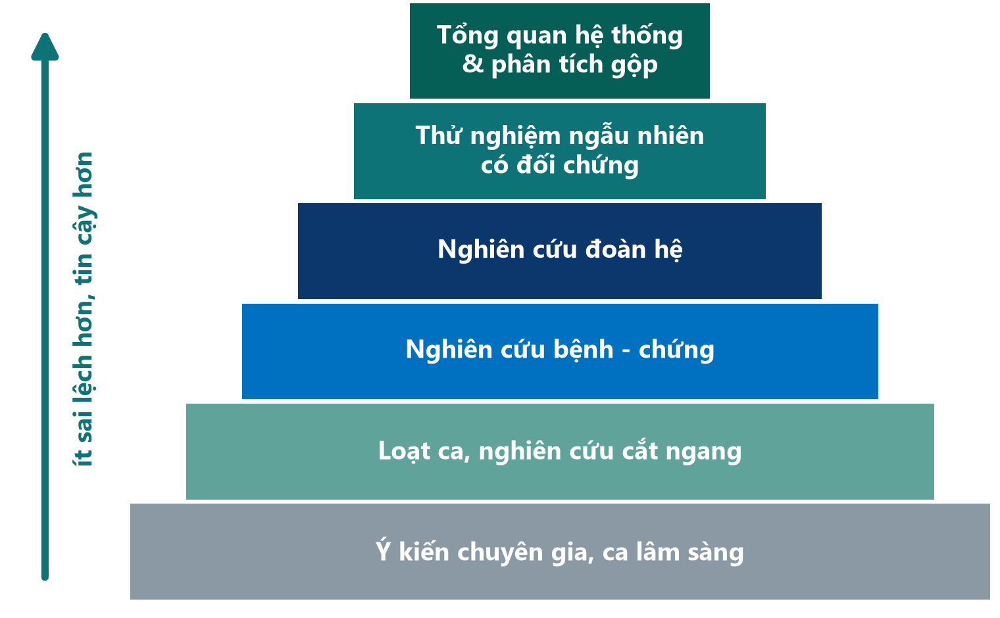 Tổng quan hệ thống
& phân tích gộp
Thử nghiệm ngẫu nhiên
có đối chứng
Nghiên cứu đoàn hệ
Nghiên cứu bệnh - chứng
Loạt ca, nghiên cứu cắt ngang
Ý kiến chuyên gia, ca lâm sàng
ít sai lệch hơn, tin cậy hơn